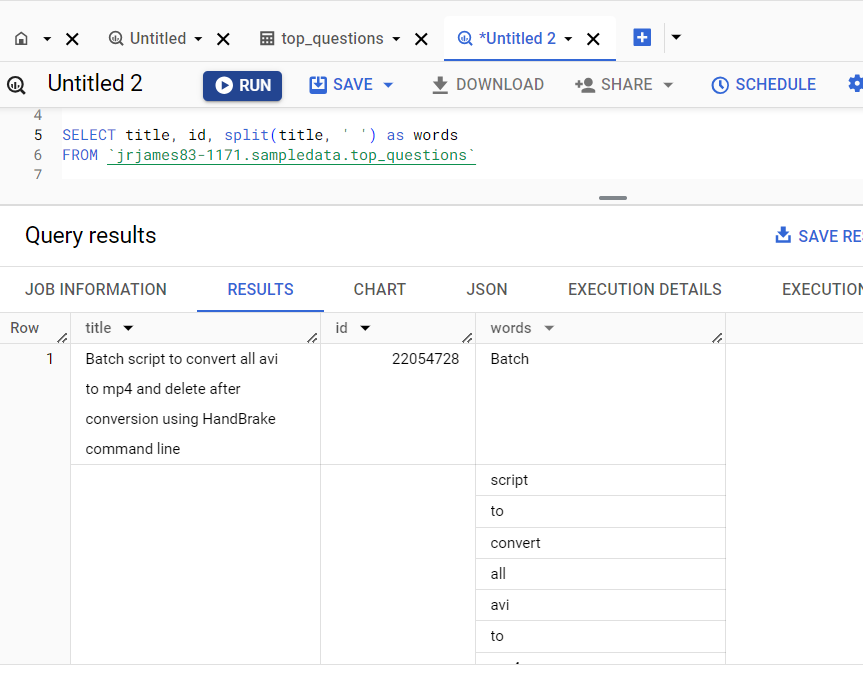 Untitled
top_questions
*Untitled 2
Untitled 2
RUN
SAVE
DOWNLOAD
SHARE
SCHEDULE
4
5 SELECT title, id, split(title, ' ') as words
6 FROM `jrjames83-1171.sampledata.top_questions`
7
Query results
SAVE RE
JOB INFORMATION
RESULTS
CHART
JSON
EXECUTION DETAILS
EXECUTION
Row
title
id
words
1
Batch script to convert all avi
to mp4 and delete after
conversion using HandBrake
command line
22054728
Batch
script
to
convert
all
avi
to